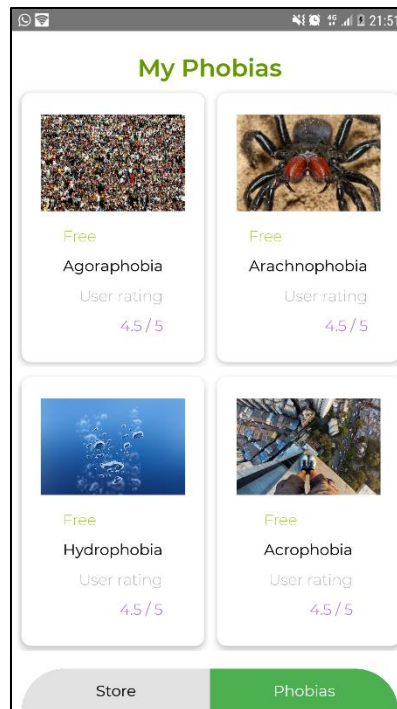 4G 21:51
My Phobias
Free
Agoraphobia
User rating
4.5 / 5
Free
Arachnophobia
User rating
4.5 / 5
Free
Hydrophobia
User rating
4.5 / 5
Free
Acrophobia
User rating
4.5 / 5
Store
Phobias